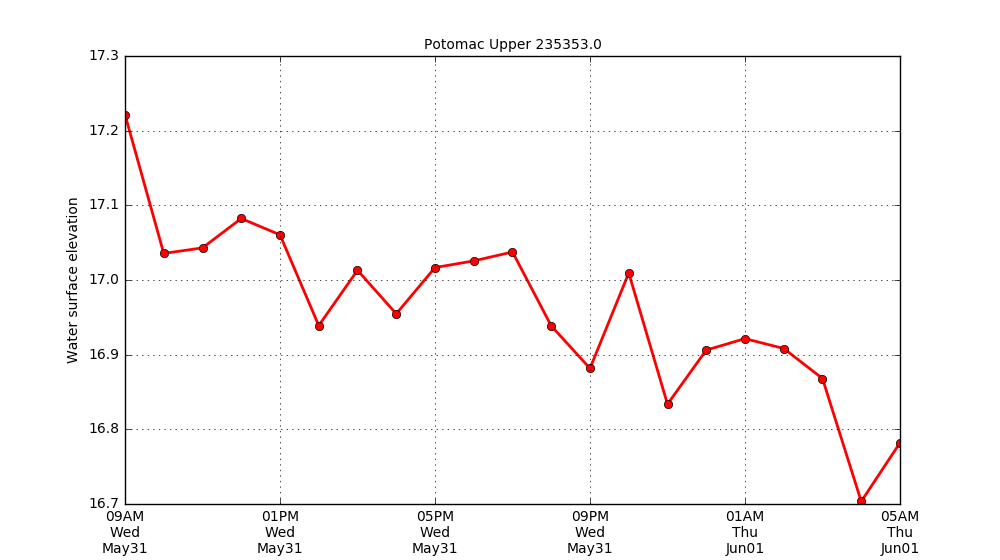 Potomac Upper 235353.0
17.3
17.2
17.1
17.0
16.9
16.8
16.7
Water surface elevation
09AM 01PM 05PM 09PM 01AM 05AM
Wed Wed Wed Wed Thu Thu
May31 May31 May31 May31 Jun01 Jun01